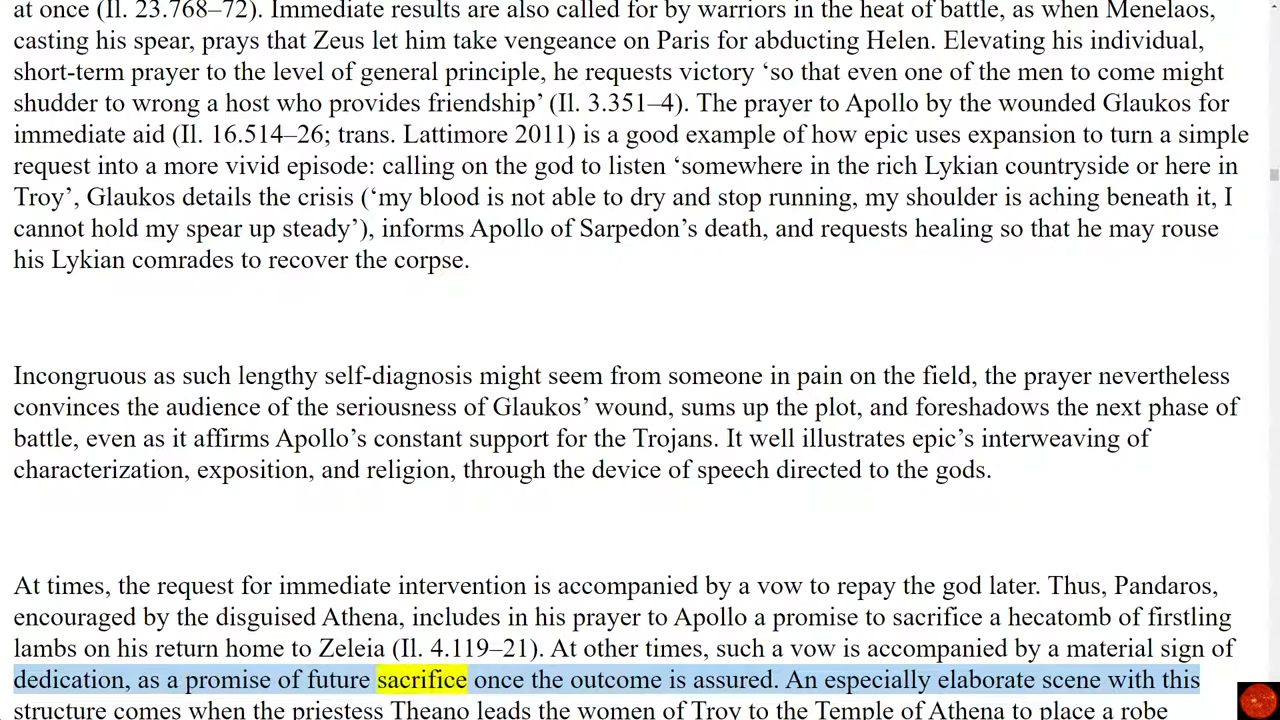 at once (Il. 23.768–72). Immediate results are also called for by warriors in the heat of battle, as when Menelaos,
casting his spear, prays that Zeus let him take vengeance on Paris for abducting Helen. Elevating his individual,
short-term prayer to the level of general principle, he requests victory ‘so that even one of the men to come might
shudder to wrong a host who provides friendship’ (Il. 3.351–4). The prayer to Apollo by the wounded Glaukos for
immediate aid (Il. 16.514–26; trans. Lattimore 2011) is a good example of how epic uses expansion to turn a simple
request into a more vivid episode: calling on the god to listen ‘somewhere in the rich Lykian countryside or here in
Troy’, Glaukos details the crisis (‘my blood is not able to dry and stop running, my shoulder is aching beneath it, I
cannot hold my spear up steady’), informs Apollo of Sarpedon’s death, and requests healing so that he may rouse
his Lykian comrades to recover the corpse.
Incongruous as such lengthy self-diagnosis might seem from someone in pain on the field, the prayer nevertheless
convinces the audience of the seriousness of Glaukos’ wound, sums up the plot, and foreshadows the next phase of
battle, even as it affirms Apollo’s constant support for the Trojans. It well illustrates epic’s interweaving of
characterization, exposition, and religion, through the device of speech directed to the gods.
At times, the request for immediate intervention is accompanied by a vow to repay the god later. Thus, Pandaros,
encouraged by the disguised Athena, includes in his prayer to Apollo a promise to sacrifice a hecatomb of firstling
lambs on his return home to Zeleia (Il. 4.119–21). At other times, such a vow is accompanied by a material sign of
dedication, as a promise of future sacrifice once the outcome is assured. An especially elaborate scene with this
structure comes when the priestess Theano leads the women of Troy to the Temple of Athena to place a robe